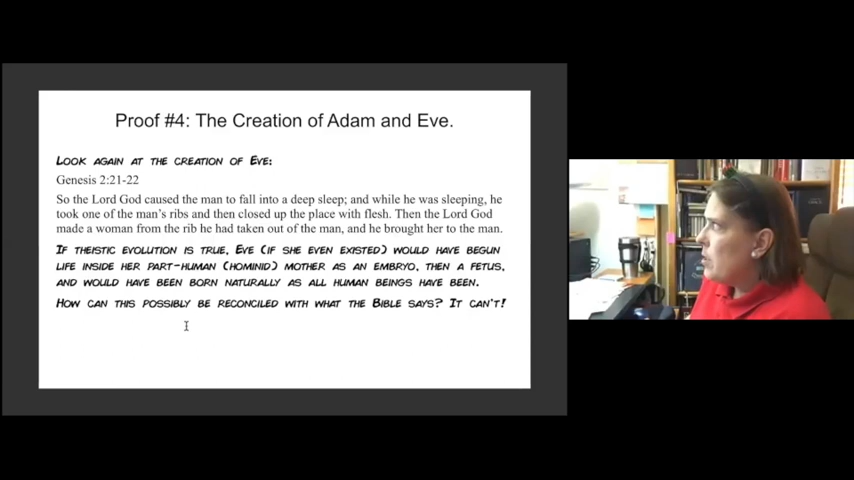 Proof #4: The Creation of Adam and Eve.
Look again at the creation of Eve:
Genesis 2:21-22
So the Lord God caused the man to fall into a deep sleep; and while he was sleeping, he
took one of the man's ribs and then closed up the place with flesh. Then the Lord God
made a woman from the rib he had taken out of the man, and he brought her to the man.
If theistic evolution is true, Eve (if she even existed) would have begun
life inside her part-human (hominid) mother as an embryo, then a fetus,
and would have been born naturally as all human beings have been.
How can this possibly be reconciled with what the Bible says? It can't!